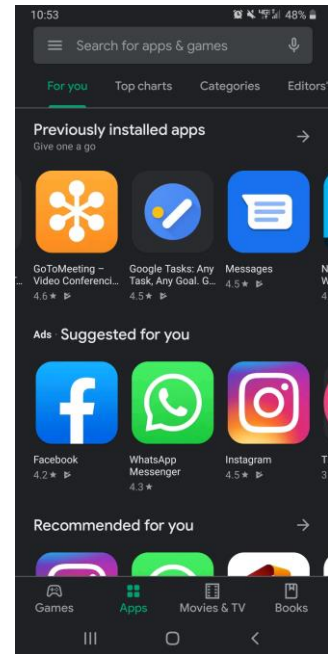 10:53
48%
Search for apps & games
For you Top charts Categories Editors'
Previously installed apps
Give one a go
GoToMeeting – Video Conferenci...
4.6★
Google Tasks: Any Task, Any Goal. G...
4.5★
Messages
4.5★
Ads · Suggested for you
Facebook
4.2★
WhatsApp Messenger
4.3★
Instagram
4.5★
Recommended for you
Games Apps Movies & TV Books